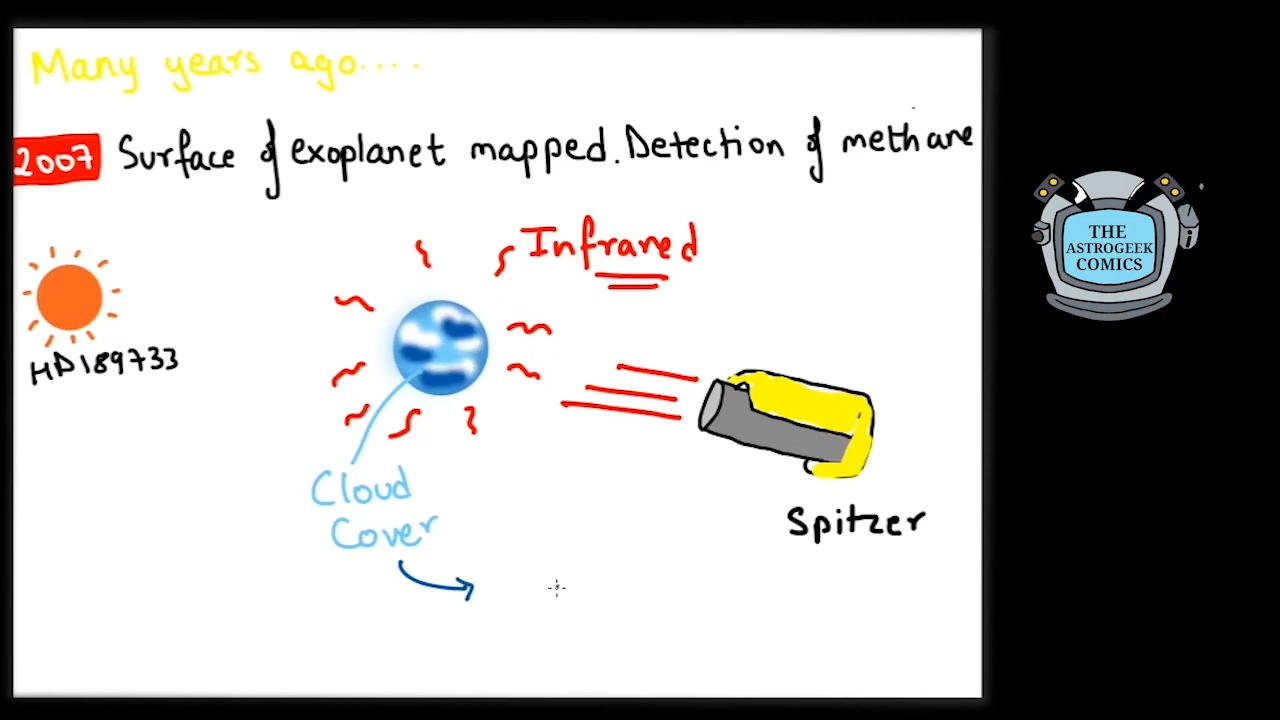 Many years ago....
2007 Surface of exoplanet mapped. Detection of methane
Infrared
HD189733
Cloud
Cover
Spitzer
THE
ASTROGEEK
COMICS